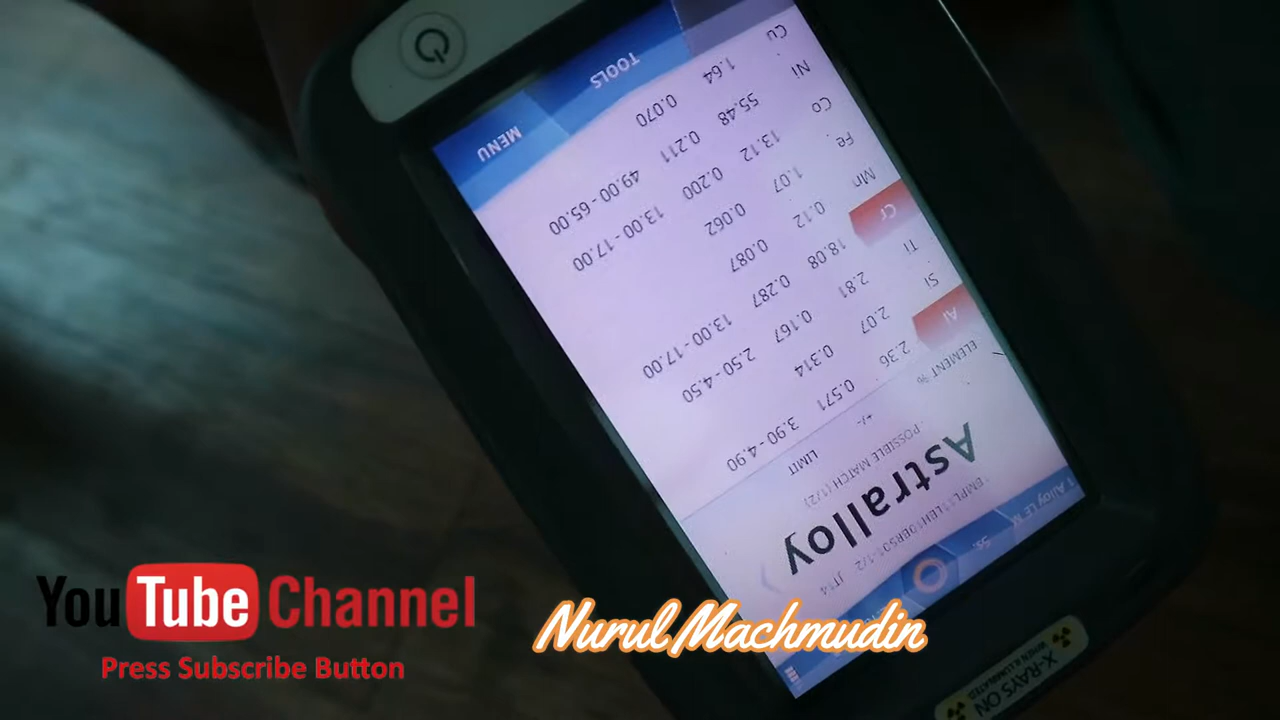 X-RAYS ON
WHEN ILLUMINATED
Astralloy
POSSIBLE MATCH (1/2)
ELEMENT % +/- LIMIT
Al 2.36 0.571 3.90 - 4.90
Si 2.07 0.314
Ti 2.81 0.167 2.50 - 4.50
Cr 18.08 0.287 13.00 - 17.00
Mn 0.12 0.087
Fe 1.07 0.062
Co 13.12 0.200 13.00 - 17.00
Ni 55.48 0.211 49.00 - 65.00
Cu 1.64 0.070
TOOLS MENU
YouTube Channel
Press Subscribe Button
Nurul Machmudin